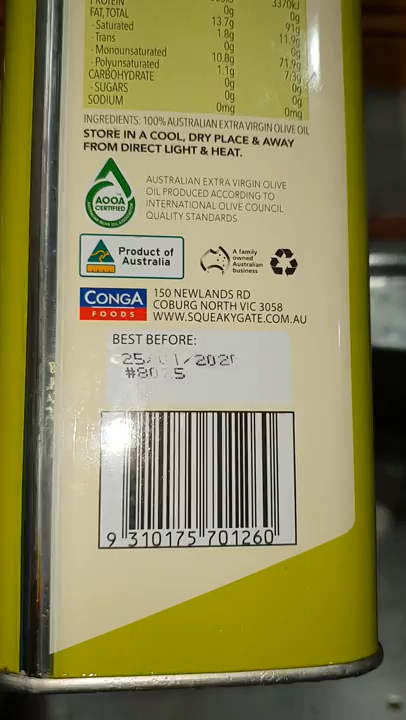 PROTEIN 3370kJ
FAT, TOTAL 0g 0g
- Saturated 13.7g 91g
- Trans 1.8g 11.9g
- Monounsaturated 0g 0g
- Polyunsaturated 10.8g 71.9g
CARBOHYDRATE 1.1g 7.3g
- SUGARS 0g 0g
SODIUM 0g 0g
0mg 0mg
INGREDIENTS: 100% AUSTRALIAN EXTRA VIRGIN OLIVE OIL
STORE IN A COOL, DRY PLACE & AWAY
FROM DIRECT LIGHT & HEAT.
AOOA
CERTIFIED
AUSTRALIAN EXTRA VIRGIN OLIVE
OIL PRODUCED ACCORDING TO
INTERNATIONAL OLIVE COUNCIL
QUALITY STANDARDS
Product of
Australia
A family
owned
Australian
business
CONGA
FOODS
150 NEWLANDS RD
COBURG NORTH VIC 3058
WWW.SQUEAKYGATE.COM.AU
BEST BEFORE:
9 310175 701260